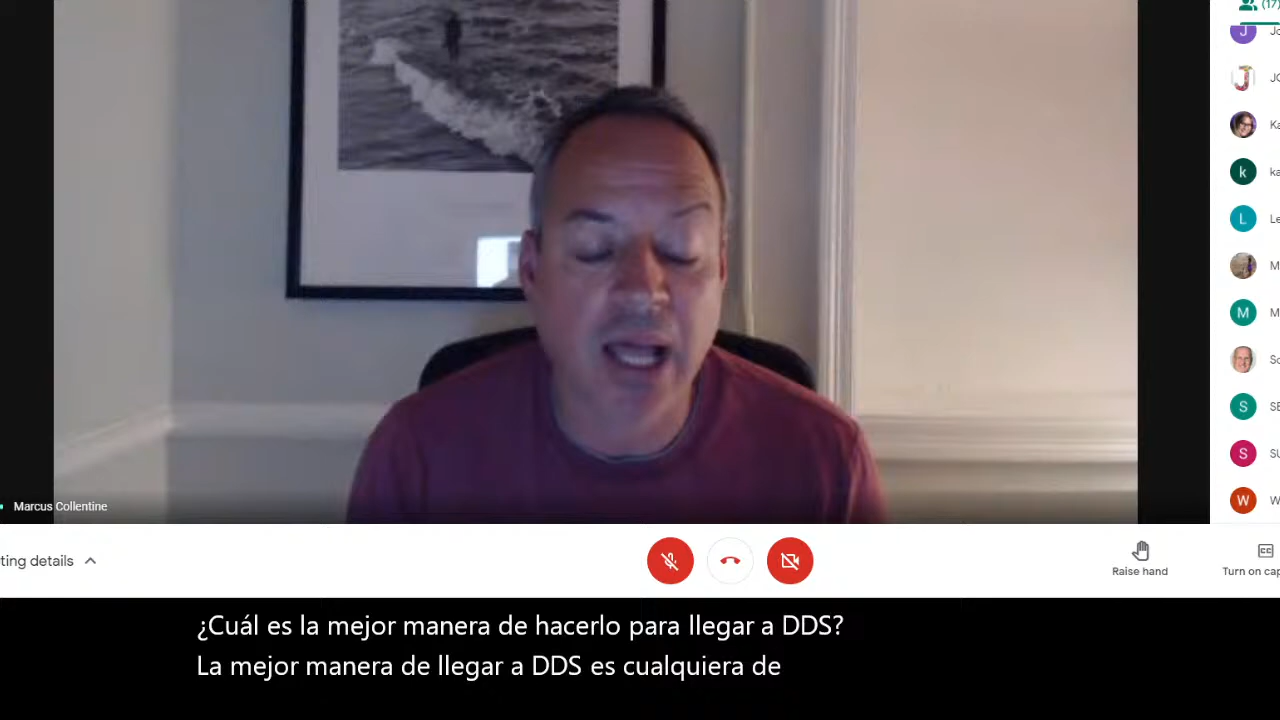 (17)
J
J
k
L
M
M
S
S
W
Marcus Collentine
ting details
Raise hand
Turn on cap
¿Cuál es la mejor manera de hacerlo para llegar a DDS?
La mejor manera de llegar a DDS es cualquiera de